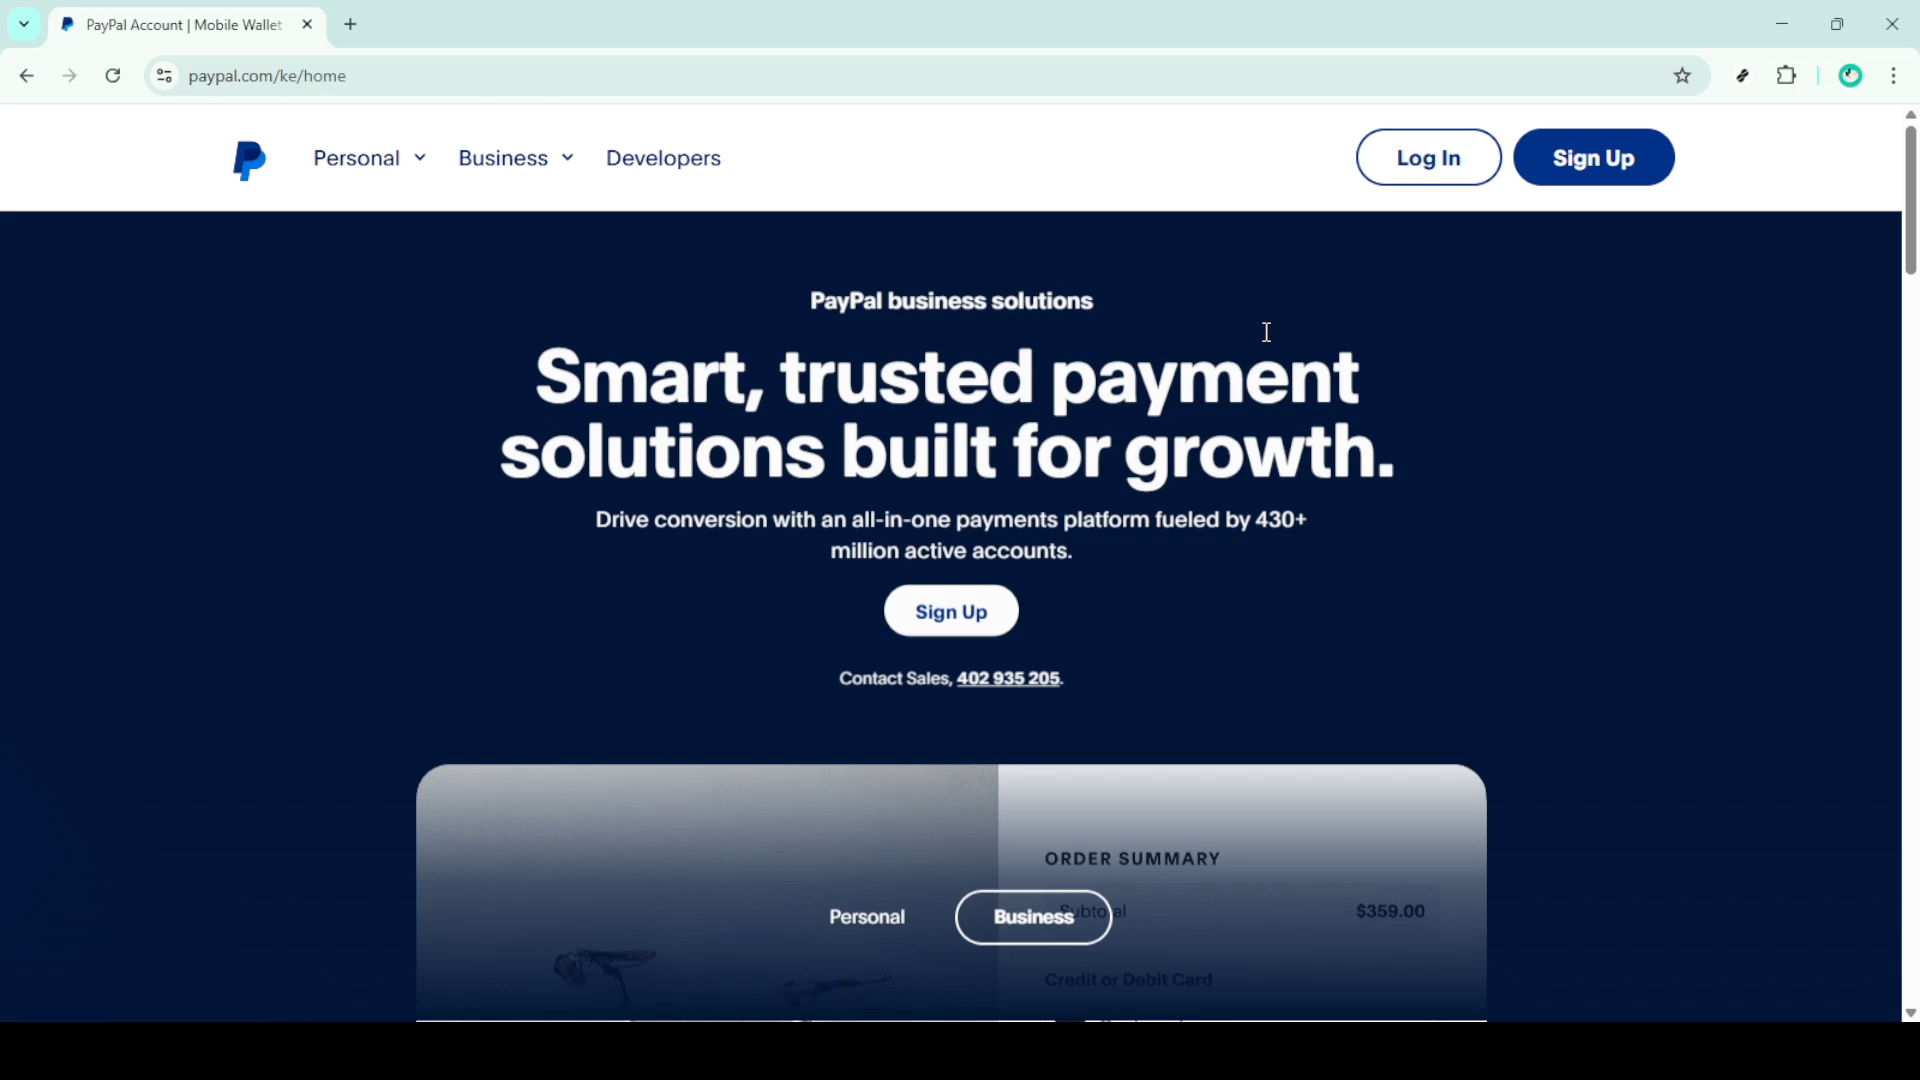 PayPal Account | Mobile Wallet
paypal.com/ke/home
Personal Business Developers Log In Sign Up
PayPal business solutions
Smart, trusted payment
solutions built for growth.
Drive conversion with an all-in-one payments platform fueled by 430+
million active accounts.
Sign Up
Contact Sales, 402 935 205.
ORDER SUMMARY
Subtotal $359.00
Personal Business
Credit or Debit Card